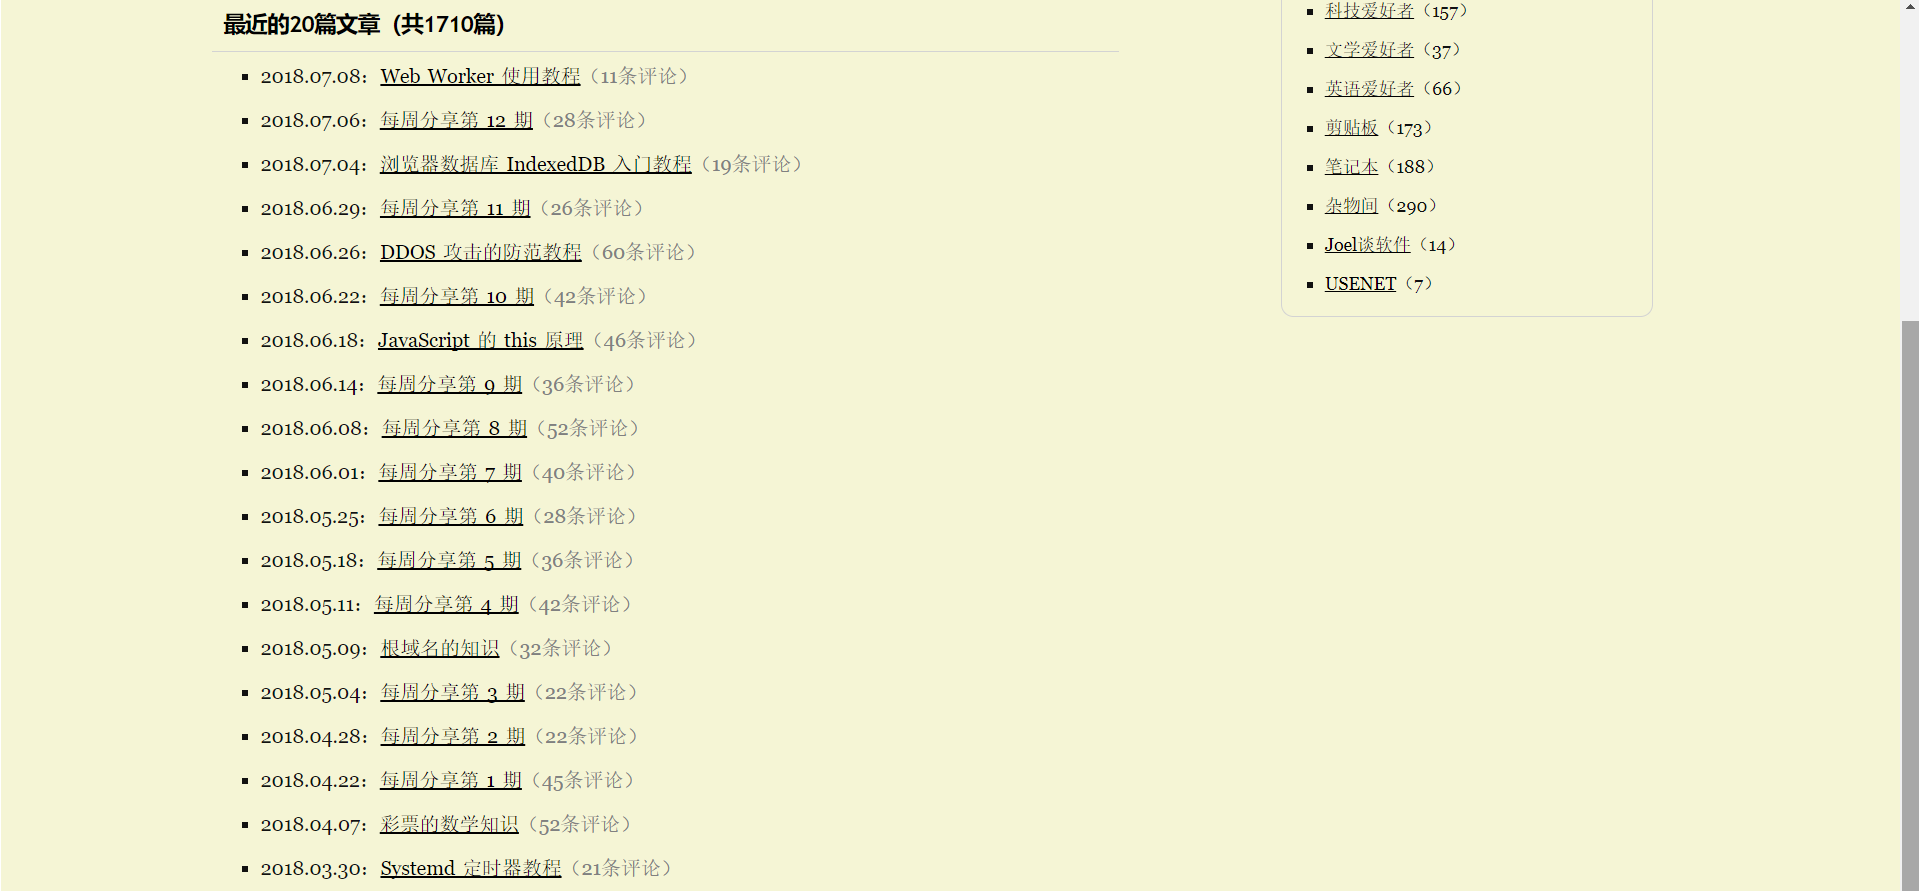 最近的20篇文章（共1710篇）
2018.07.08：Web Worker 使用教程（11条评论）
2018.07.06：每周分享第 12 期（28条评论）
2018.07.04：浏览器数据库 IndexedDB 入门教程（19条评论）
2018.06.29：每周分享第 11 期（26条评论）
2018.06.26：DDOS 攻击的防范教程（60条评论）
2018.06.22：每周分享第 10 期（42条评论）
2018.06.18：JavaScript 的 this 原理（46条评论）
2018.06.14：每周分享第 9 期（36条评论）
2018.06.08：每周分享第 8 期（52条评论）
2018.06.01：每周分享第 7 期（40条评论）
2018.05.25：每周分享第 6 期（28条评论）
2018.05.18：每周分享第 5 期（36条评论）
2018.05.11：每周分享第 4 期（42条评论）
2018.05.09：根域名的知识（32条评论）
2018.05.04：每周分享第 3 期（22条评论）
2018.04.28：每周分享第 2 期（22条评论）
2018.04.22：每周分享第 1 期（45条评论）
2018.04.07：彩票的数学知识（52条评论）
2018.03.30：Systemd 定时器教程（21条评论）
科技爱好者（157）
文学爱好者（37）
英语爱好者（66）
剪贴板（173）
笔记本（188）
杂物间（290）
Joel谈软件（14）
USENET（7）